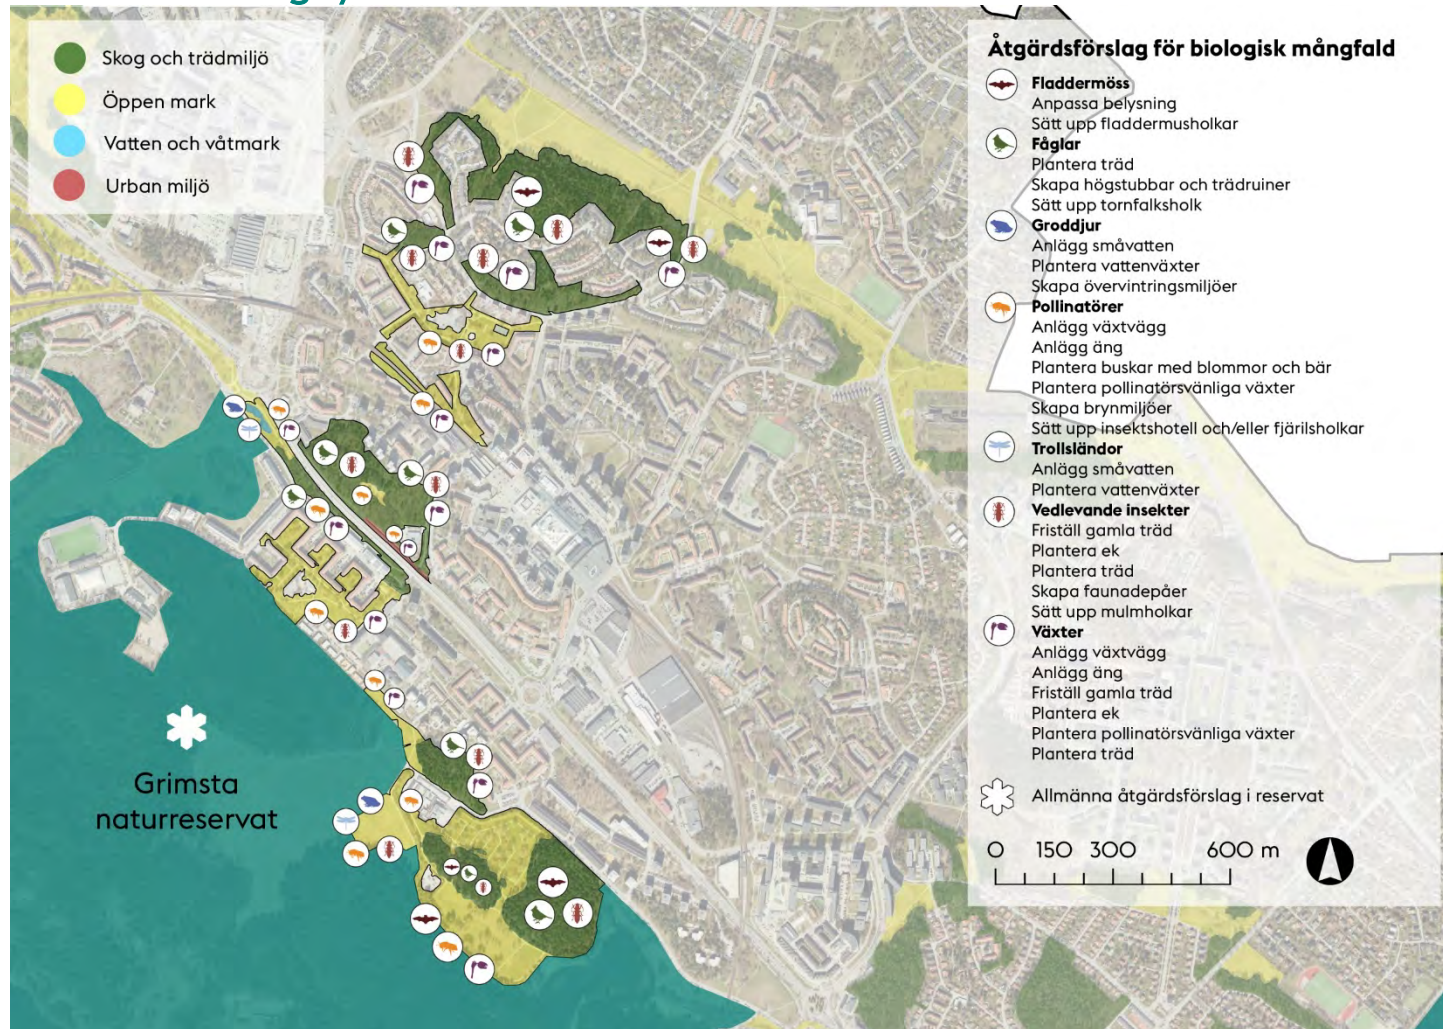 Skog och trädmiljö
Öppen mark
Vatten och våtmark
Urban miljö
Grimsta
naturreservat
Åtgärdsförslag för biologisk mångfald
Fladdermöss
Anpassa belysning
Sätt upp fladdermusholkar
Fåglar
Plantera träd
Skapa högstubbar och trädruiner
Sätt upp tornfalksholk
Groddjur
Anlägg småvatten
Plantera vattenväxter
Skapa övervintringsmiljöer
Pollinatörer
Anlägg växtvägg
Anlägg äng
Plantera buskar med blommor och bär
Plantera pollinatörsvänliga växter
Skapa brynmiljöer
Sätt upp insektshotell och/eller fjärilsholkar
Trollsländor
Anlägg småvatten
Plantera vattenväxter
Vedlevande insekter
Friställ gamla träd
Plantera ek
Plantera träd
Skapa faunadepåer
Sätt upp mulmholkar
Växter
Anlägg växtvägg
Anlägg äng
Friställ gamla träd
Plantera ek
Plantera pollinatörsvänliga växter
Plantera träd
Allmänna åtgärdsförslag i reservat
0 150 300 600 m